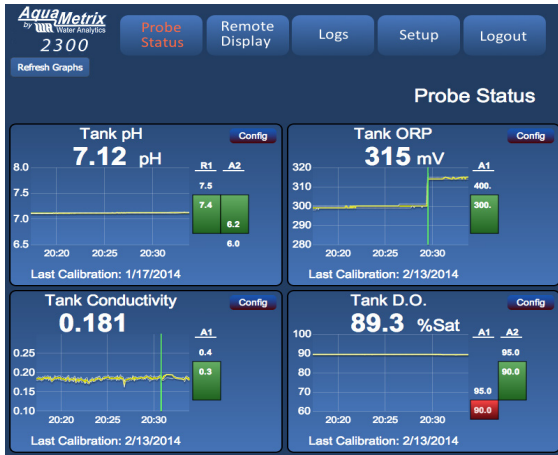 AquaMetrix
by WA Water Analytics
2300
Probe Status
Remote Display
Logs
Setup
Logout
Refresh Graphs
Probe Status
Tank pH
Config
7.12 pH
8.0
7.5
7.0
6.5
20:20 20:25 20:30
R1 A2
7.5
7.4
6.2
6.0
Last Calibration: 1/17/2014
Tank ORP
Config
315 mV
320
310
300
290
280
20:20 20:25 20:30
A1
400.
300.
Last Calibration: 2/13/2014
Tank Conductivity
Config
0.181
0.25
0.20
0.15
0.10
20:20 20:25 20:30
A1
0.4
0.3
Last Calibration: 2/13/2014
Tank D.O.
Config
89.3 %Sat
100
90
80
70
60
20:20 20:25 20:30
A1 A2
95.0
90.0
95.0
90.0
Last Calibration: 2/13/2014